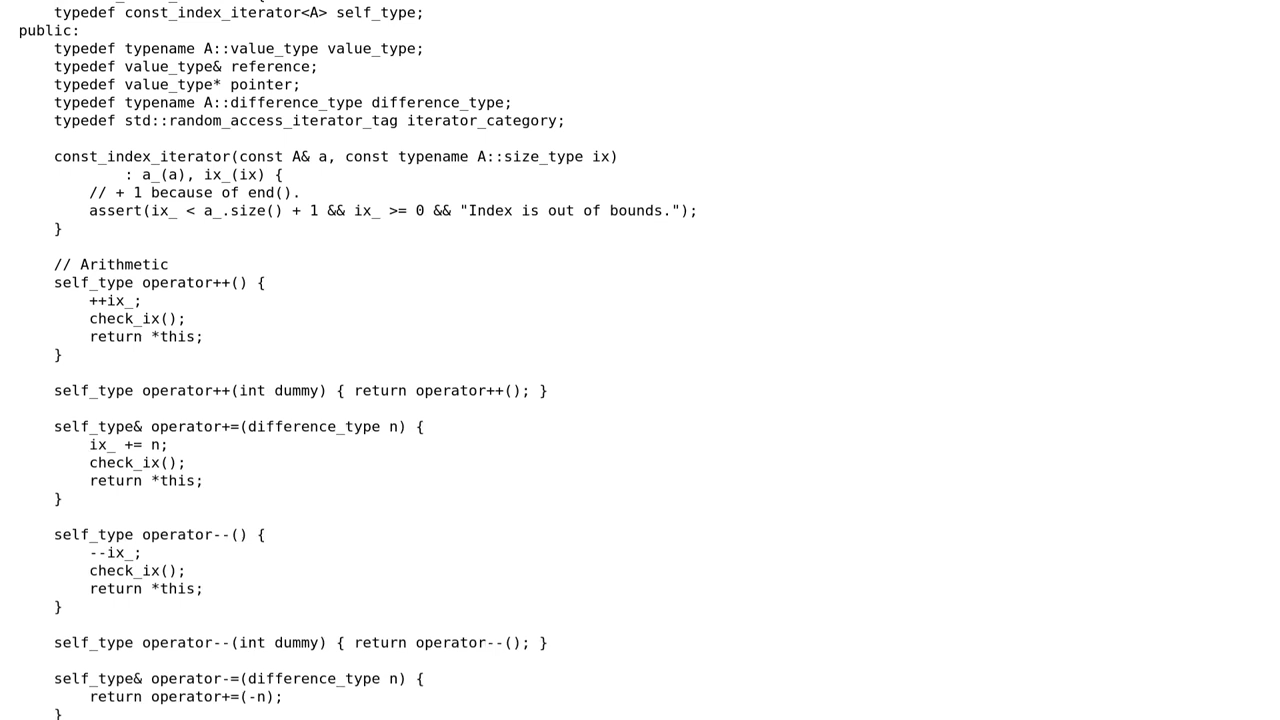 typedef const_index_iterator<A> self_type;
public:
    typedef typename A::value_type value_type;
    typedef value_type& reference;
    typedef value_type* pointer;
    typedef typename A::difference_type difference_type;
    typedef std::random_access_iterator_tag iterator_category;

    const_index_iterator(const A& a, const typename A::size_type ix)
            : a_(a), ix_(ix) {
        // + 1 because of end().
        assert(ix_ < a_.size() + 1 && ix_ >= 0 && "Index is out of bounds.");
    }

    // Arithmetic
    self_type operator++() {
        ++ix_;
        check_ix();
        return *this;
    }

    self_type operator++(int dummy) { return operator++(); }

    self_type& operator+=(difference_type n) {
        ix_ += n;
        check_ix();
        return *this;
    }

    self_type operator--() {
        --ix_;
        check_ix();
        return *this;
    }

    self_type operator--(int dummy) { return operator--(); }

    self_type& operator-=(difference_type n) {
        return operator+=(-n);
    }